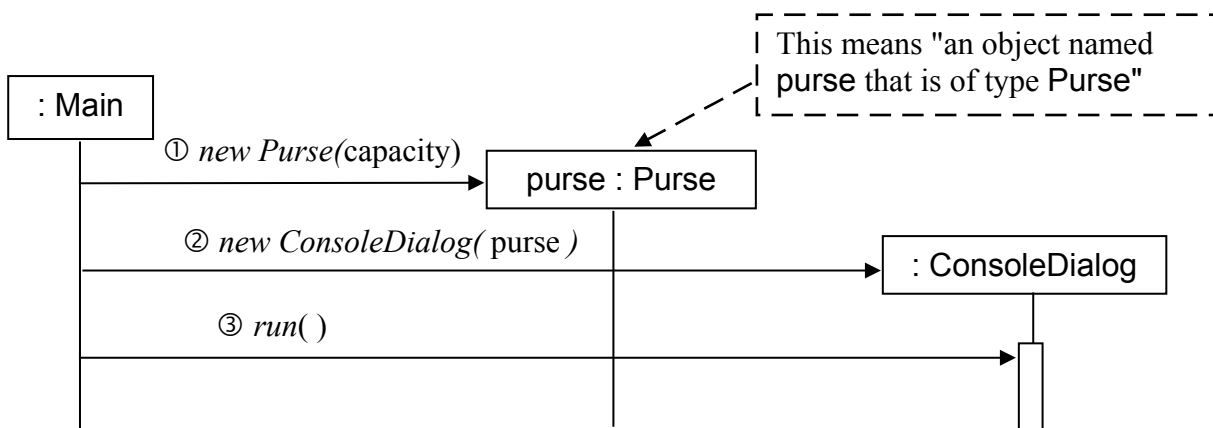 This means "an object named
purse that is of type Purse"
: Main
① new Purse(capacity)
purse : Purse
② new ConsoleDialog( purse )
: ConsoleDialog
③ run( )